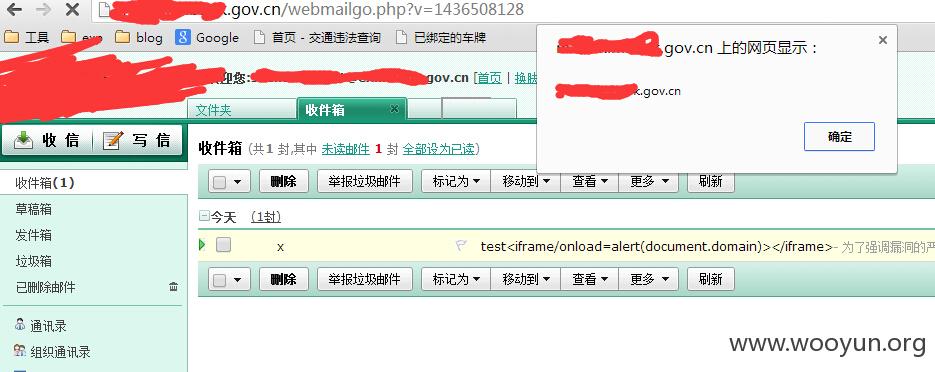 .gov.cn/webmailgo.php?v=1436508128
工具 exp blog Google 首页 - 交通违法查询 已绑定的车牌
.gov.cn 上的网页显示：
k.gov.cn
确定
迎您: .gov.cn [首页 | 换肤
文件夹 收件箱
收信 写信
收件箱 (共1 封,其中 未读邮件 1 封 全部设为已读)
收件箱(1)
草稿箱
发件箱
垃圾箱
已删除邮件
通讯录
组织通讯录
删除 举报垃圾邮件 标记为 移动到 查看 更多 刷新
今天 (1封)
x test<iframe/onload=alert(document.domain)></iframe>- 为了强调漏洞的严
删除 举报垃圾邮件 标记为 移动到 查看 更多 刷新
www.wooyun.org